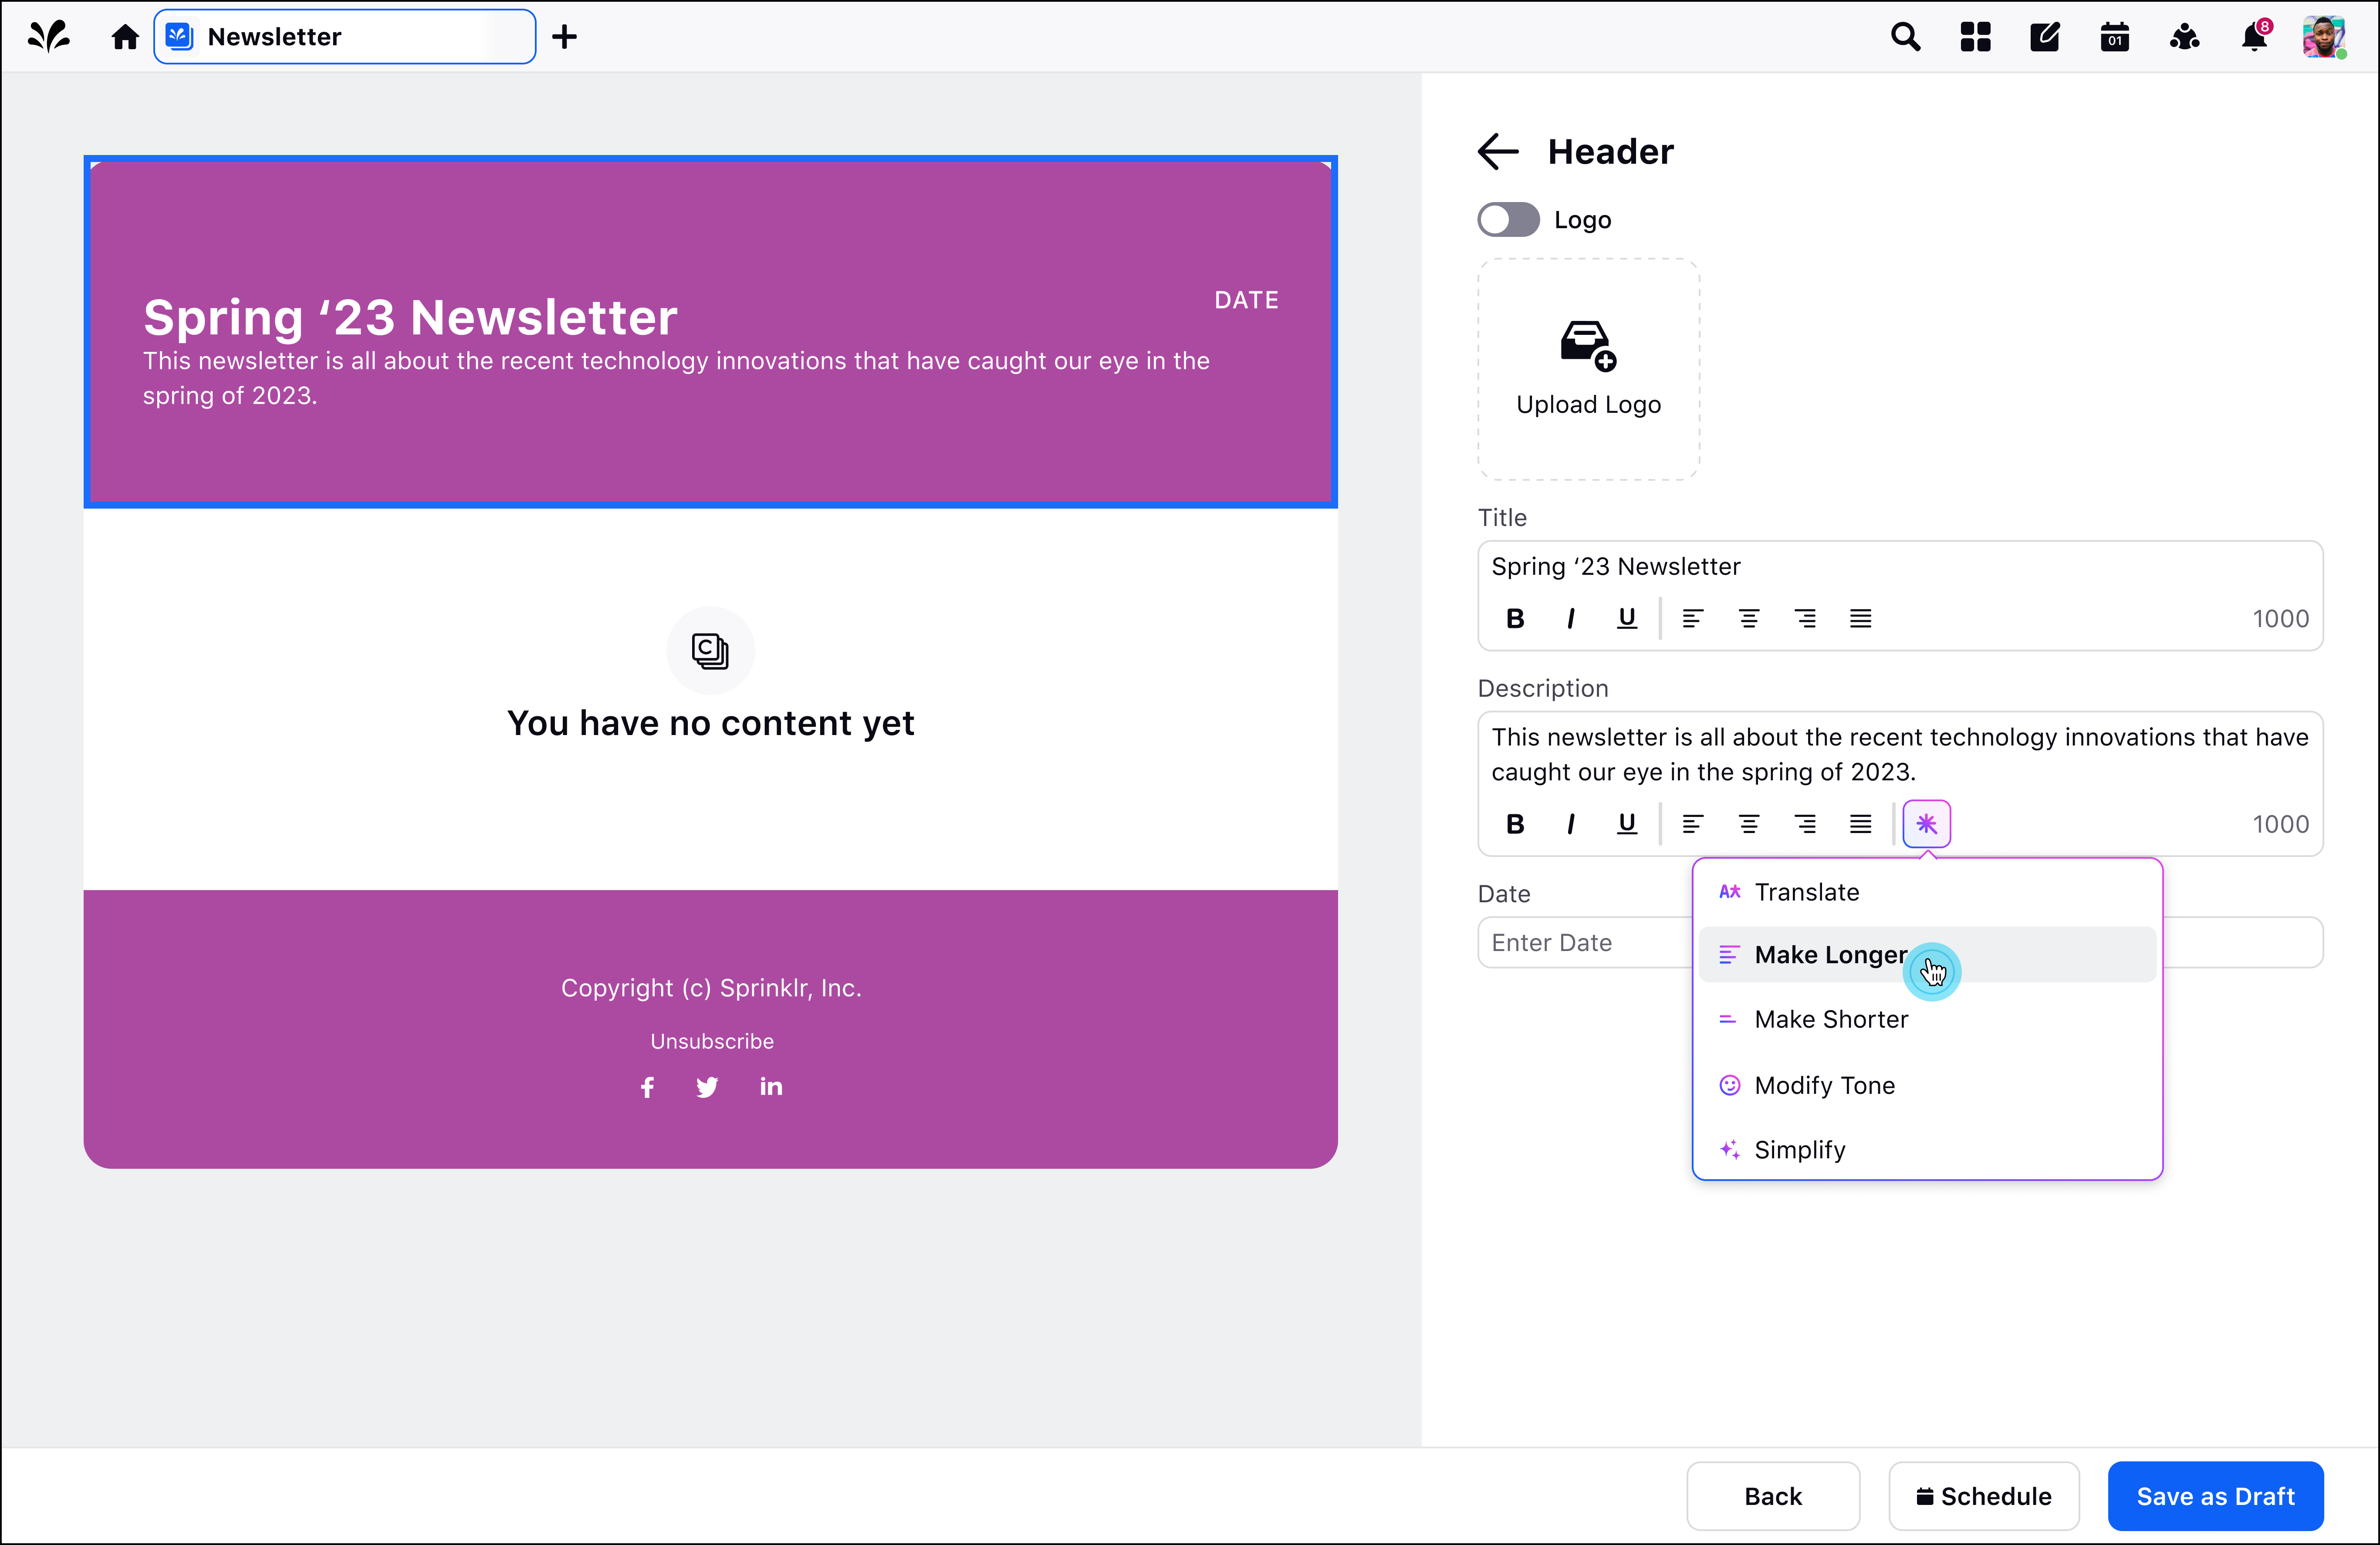 Newsletter
01
8
Spring ‘23 Newsletter
DATE
This newsletter is all about the recent technology innovations that have caught our eye in the
spring of 2023.
You have no content yet
Copyright (c) Sprinklr, Inc.
Unsubscribe
Header
Logo
Upload Logo
Title
Spring ‘23 Newsletter
B I U 1000
Description
This newsletter is all about the recent technology innovations that have
caught our eye in the spring of 2023.
B I U 1000
Date
Enter Date
Translate
Make Longer
Make Shorter
Modify Tone
Simplify
Back
Schedule
Save as Draft